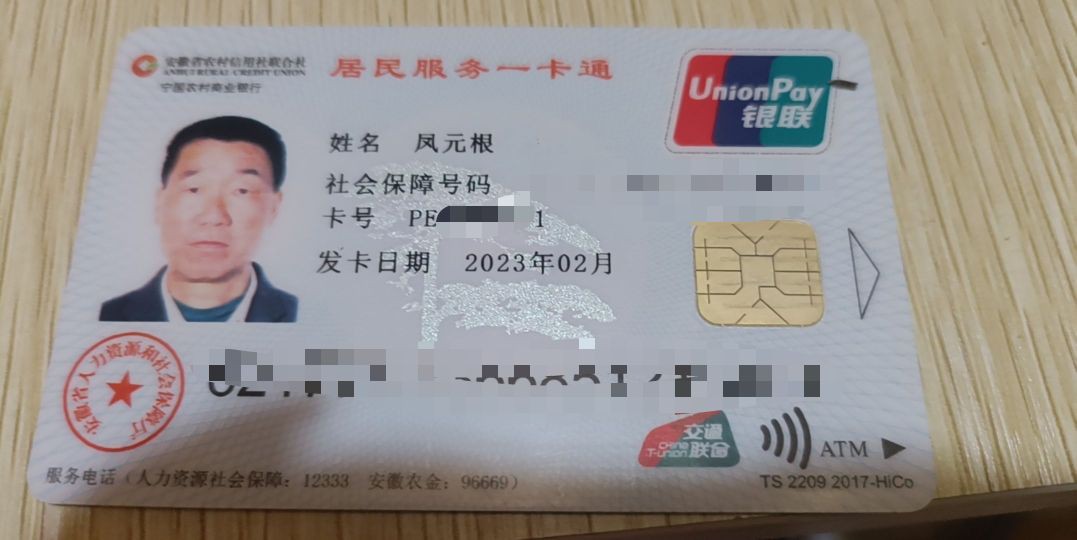 安徽省农村信用社联合社
ANHUI RURAL CREDIT UNION
中国农村商业银行
居民服务一卡通
UnionPay
银联
姓名 凤元根
社会保障号码
卡号 PE 1
发卡日期 2023年02月
安徽省人力资源和社会保障厅
交通
CHINA
T-UNION 联合
ATM
服务电话（人力资源社会保障：12333 安徽农金：96669）
TS 2209 2017-HiCo